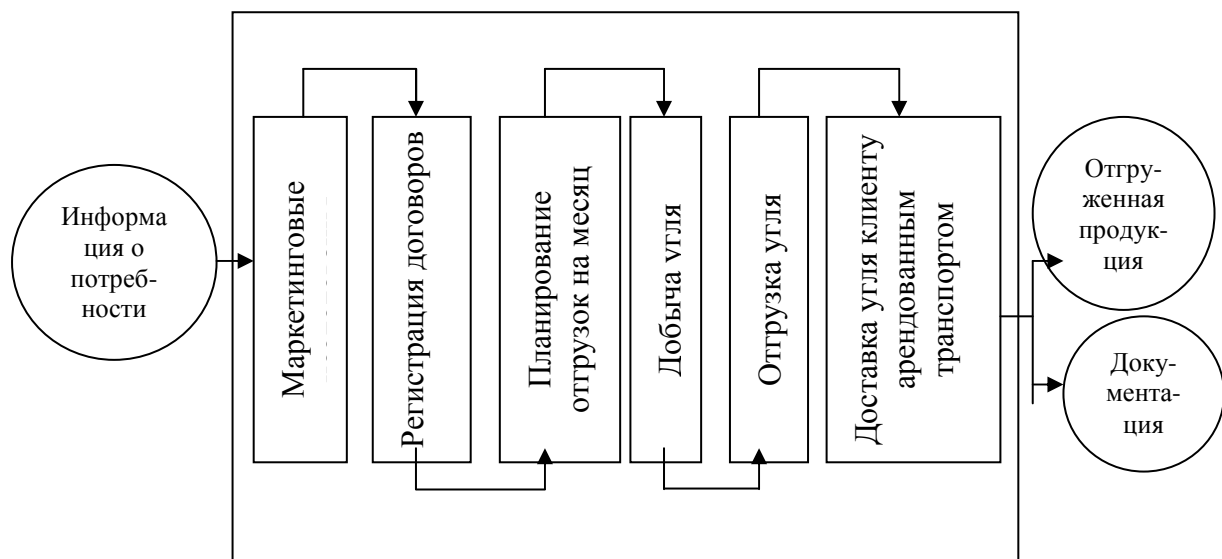 Информа
ция о
потреб-
ности
Маркетинговые
Регистрация договоров
Планирование
отгрузок на месяц
Добыча угля
Отгрузка угля
Доставка угля клиенту
арендованным
транспортом
Отгру-
женная
продук-
ция
Доку-
мента-
ция